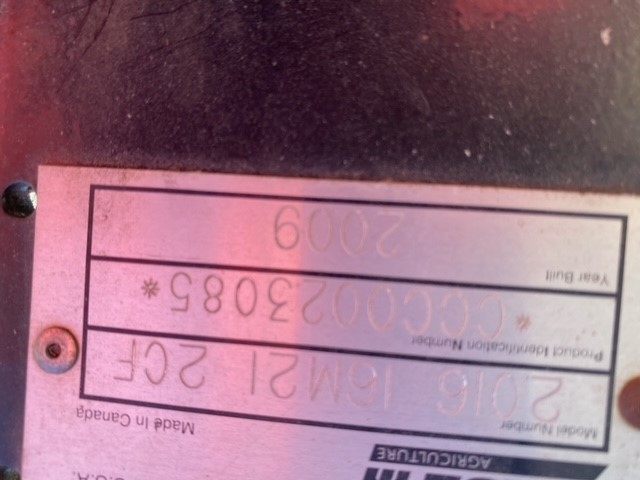 AGRICULTURE
Made In Canada
Model Number
2016 16M21 2CF
Product Identification Number
*CCC0023085*
Year Built
2009